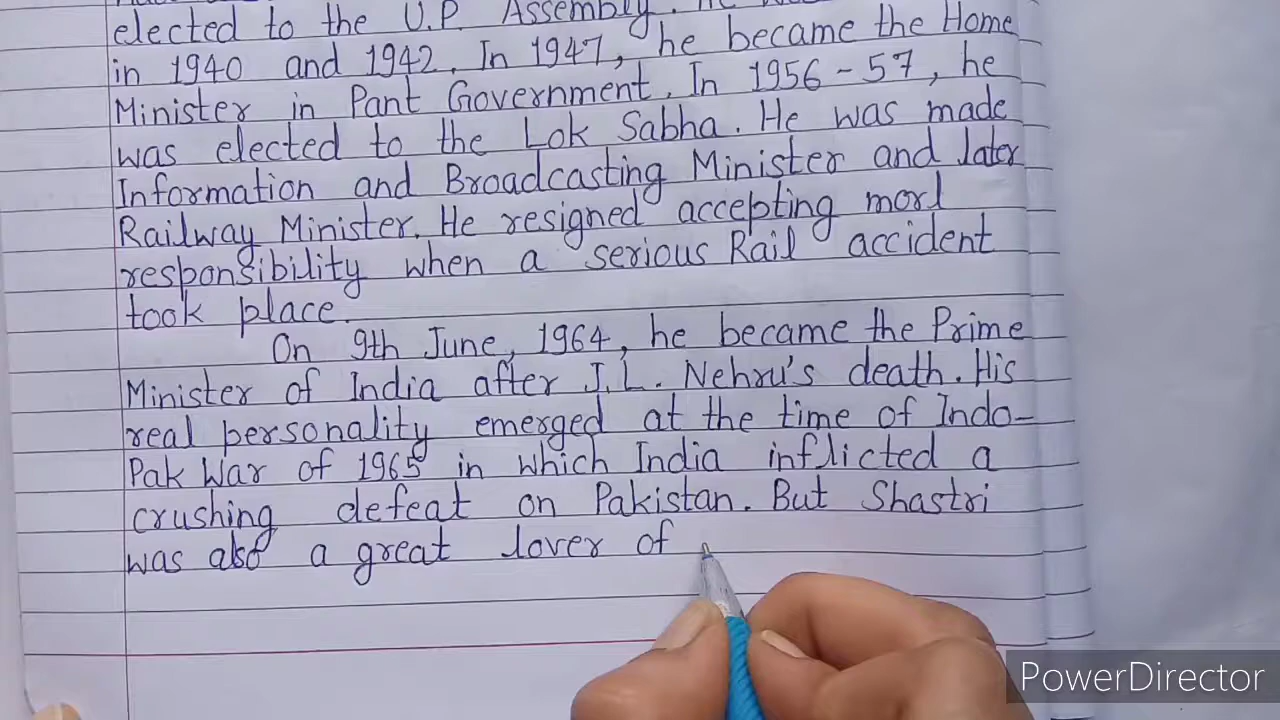 elected to the U.P. Assembly. He was
in 1940 and 1942. In 1947, he became the Home
Minister in Pant Government. In 1956-57, he
was elected to the Lok Sabha. He was made
Information and Broadcasting Minister and later
Railway Minister. He resigned accepting morl
responsibility when a serious Rail accident
took place.
On 9th June, 1964, he became the Prime
Minister of India after J.L. Nehru's death. His
real personality emerged at the time of Indo-
Pak War of 1965 in which India inflicted a
crushing defeat on Pakistan. But Shastri
was also a great lover of
PowerDirector